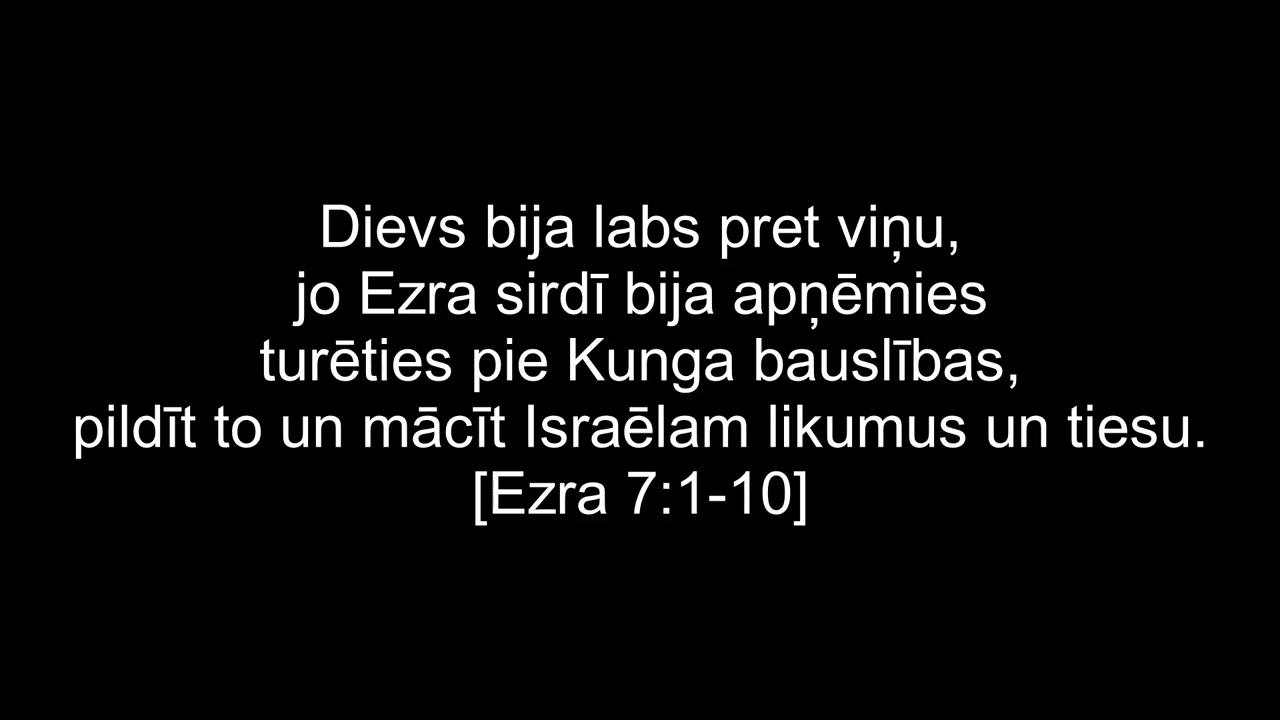 Dievs bija labs pret viņu,
jo Ezra sirdī bija apņēmies
turēties pie Kunga bauslības,
pildīt to un mācīt Israēlam likumus un tiesu.
[Ezra 7:1-10]